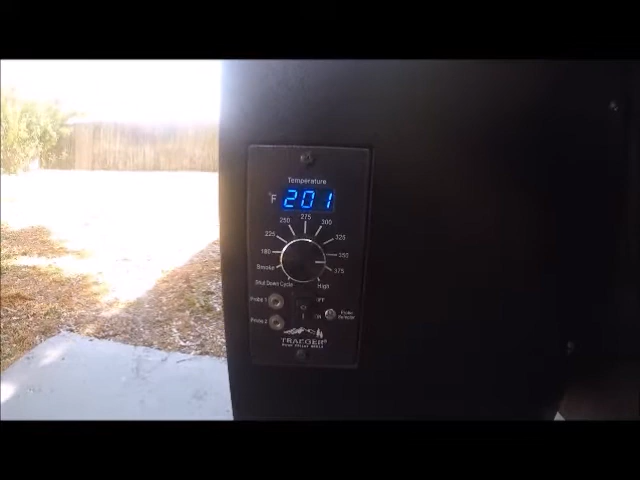 Temperature
°F 201
275
250 300
225 325
180 350
Smoke 375
Shut Down Cycle High
Probe 1 OFF
Probe 2 ON
TRAEGER®